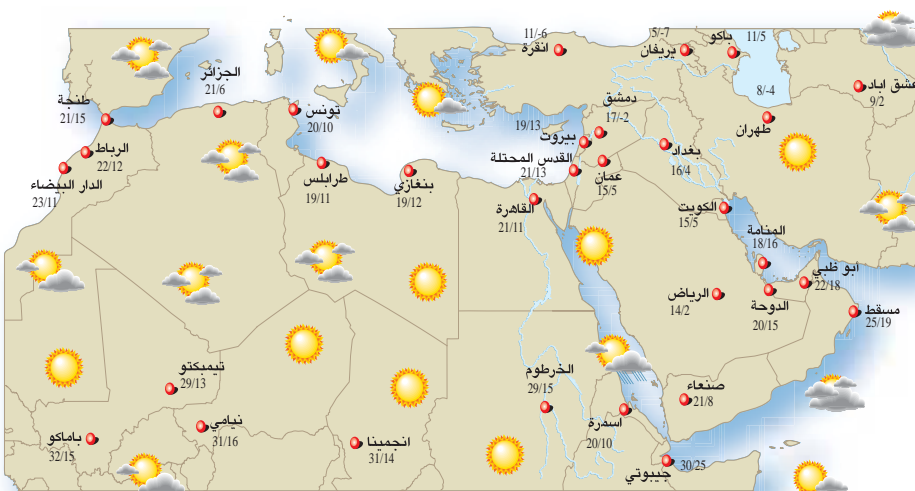 11/-6
انقرة
5/-7
يريفان
باكو
11/5
8/-4
عشق اباد
9/2
طهران
الجزائر
21/6
طنجة
21/15
تونس
20/10
دمشق
17/-2
19/13
بيروت
بغداد
16/4
الرباط
22/12
الدار البيضاء
23/11
طرابلس
19/11
بنغازي
19/12
القدس المحتلة
21/13
عمان
15/5
القاهرة
21/11
الكويت
15/5
المنامة
18/16
ابو ظبي
22/18
الرياض
14/2
الدوحة
20/15
مسقط
25/19
تيمبكتو
29/13
الخرطوم
29/15
صنعاء
21/8
باماكو
32/15
نيامي
31/16
انجمينا
31/14
اسمرة
20/10
جيبوتي
30/25